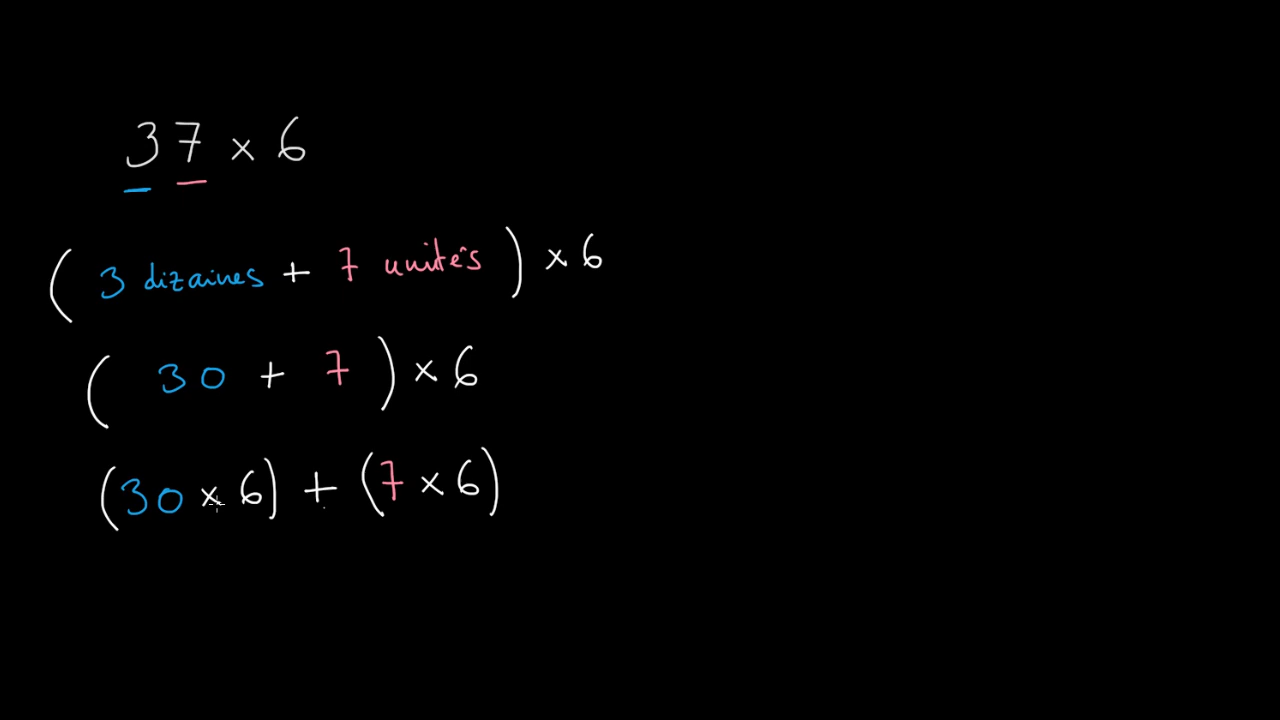 37 × 6
( 3 dizaines + 7 unités ) × 6
( 30 + 7 ) × 6
(30 × 6) + (7 × 6)